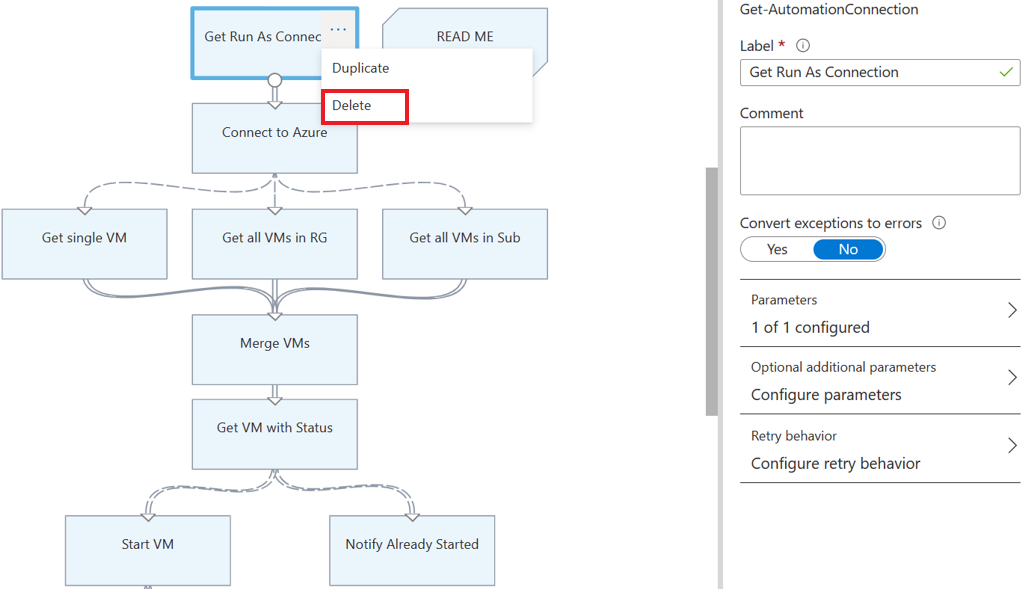 Get Run As Connec
...
READ ME
Duplicate
Delete
Connect to Azure
Get single VM
Get all VMs in RG
Get all VMs in Sub
Merge VMs
Get VM with Status
Start VM
Notify Already Started
Get-AutomationConnection
Label *
Get Run As Connection
Comment
Convert exceptions to errors
Yes No
Parameters
1 of 1 configured
Optional additional parameters
Configure parameters
Retry behavior
Configure retry behavior